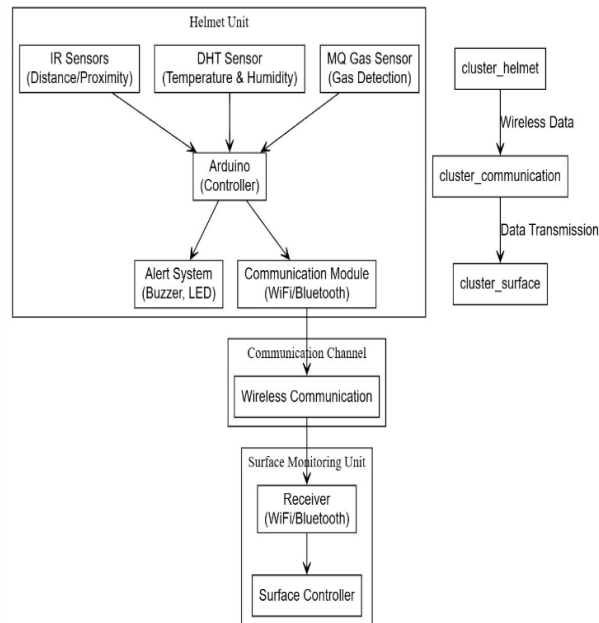 Helmet Unit
IR Sensors
(Distance/Proximity)
DHT Sensor
(Temperature & Humidity)
MQ Gas Sensor
(Gas Detection)
Arduino
(Controller)
Alert System
(Buzzer, LED)
Communication Module
(WiFi/Bluetooth)
Communication Channel
Wireless Communication
Surface Monitoring Unit
Receiver
(WiFi/Bluetooth)
Surface Controller
cluster_helmet
Wireless Data
cluster_communication
Data Transmission
cluster_surface